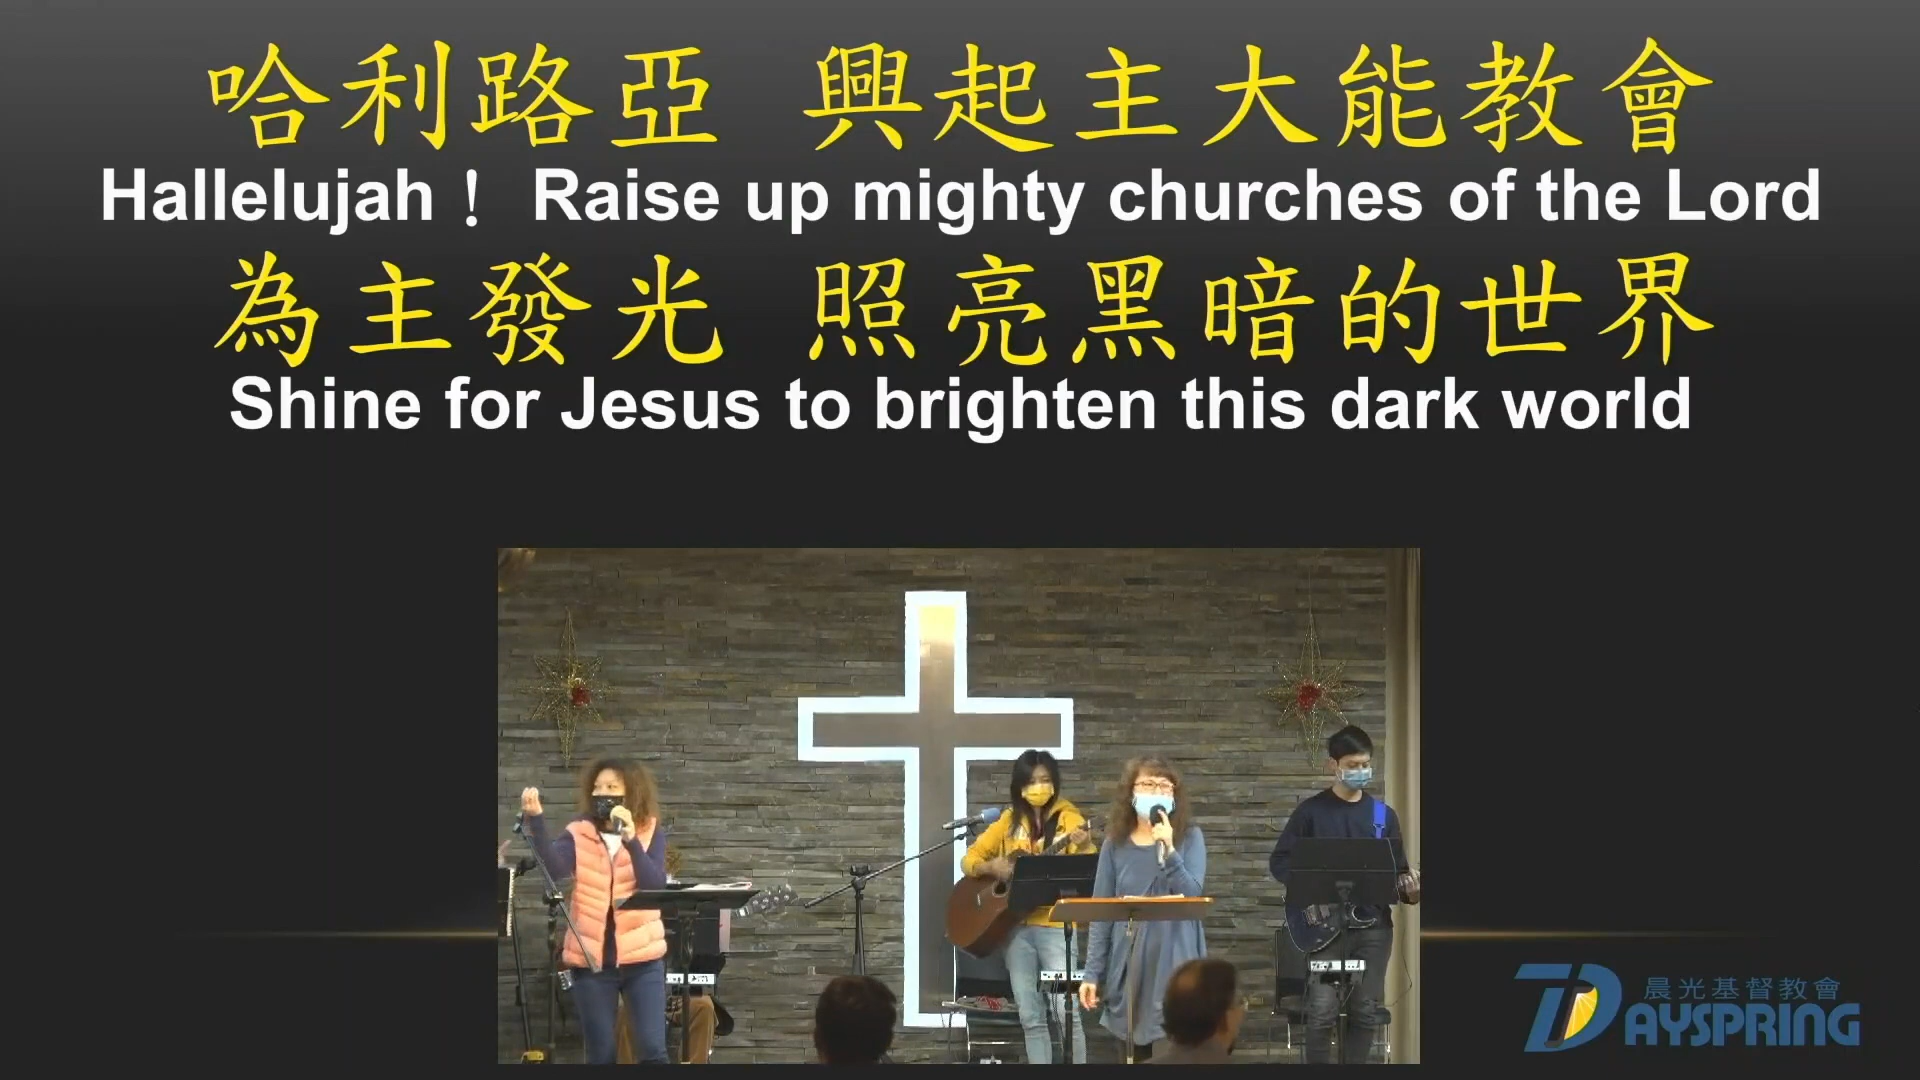 哈利路亞 興起主大能教會
Hallelujah！ Raise up mighty churches of the Lord
為主發光 照亮黑暗的世界
Shine for Jesus to brighten this dark world
晨光基督教會
DAYSPRING